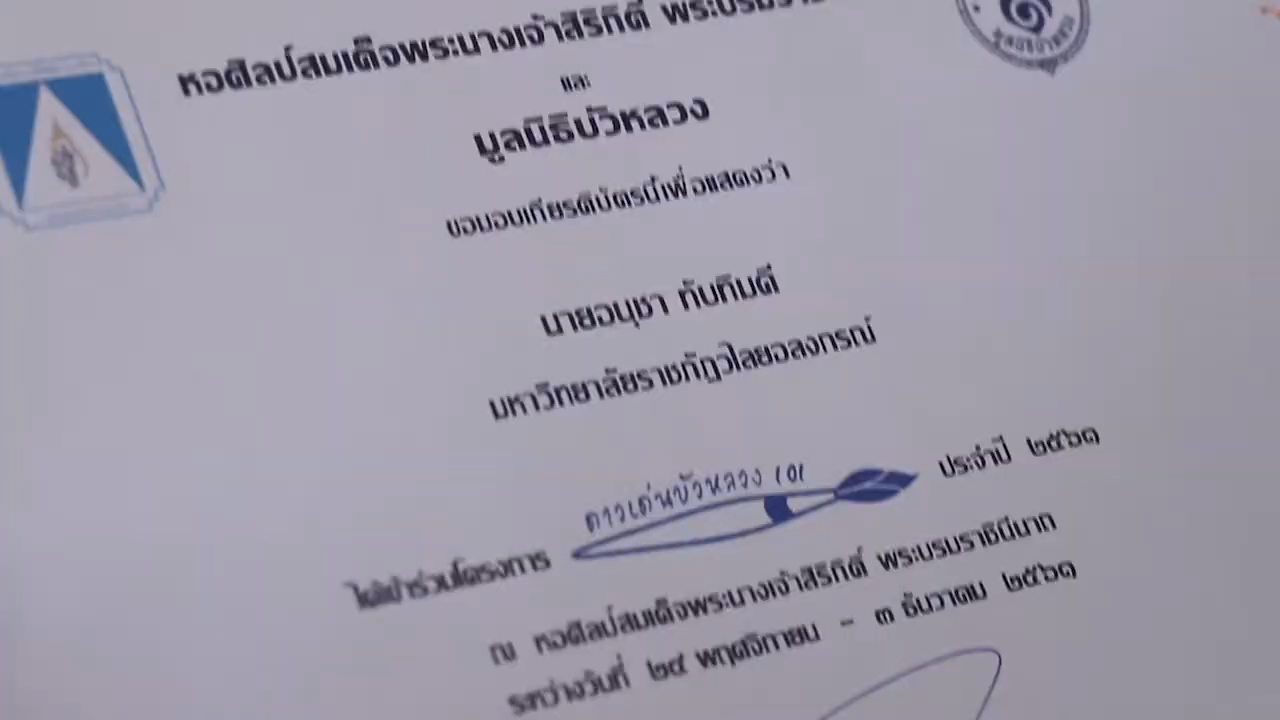 หอศิลป์สมเด็จพระนางเจ้าสิริกิติ์ พระบรมรา
และ
มูลนิธิบัวหลวง
ขอมอบเกียรติบัตรนี้เพื่อแสดงว่า
นายอนุชา ทับทิมดี
มหาวิทยาลัยราชภัฏวไลยอลงกรณ์
ได้เข้าร่วมโครงการ ดาวเด่นบัวหลวง 101 ประจำปี ๒๕๖๑
ณ หอศิลป์สมเด็จพระนางเจ้าสิริกิติ์ พระบรมราชินีนาถ
ระหว่างวันที่ ๒๔ พฤศจิกายน - ๓ ธันวาคม ๒๕๖๑